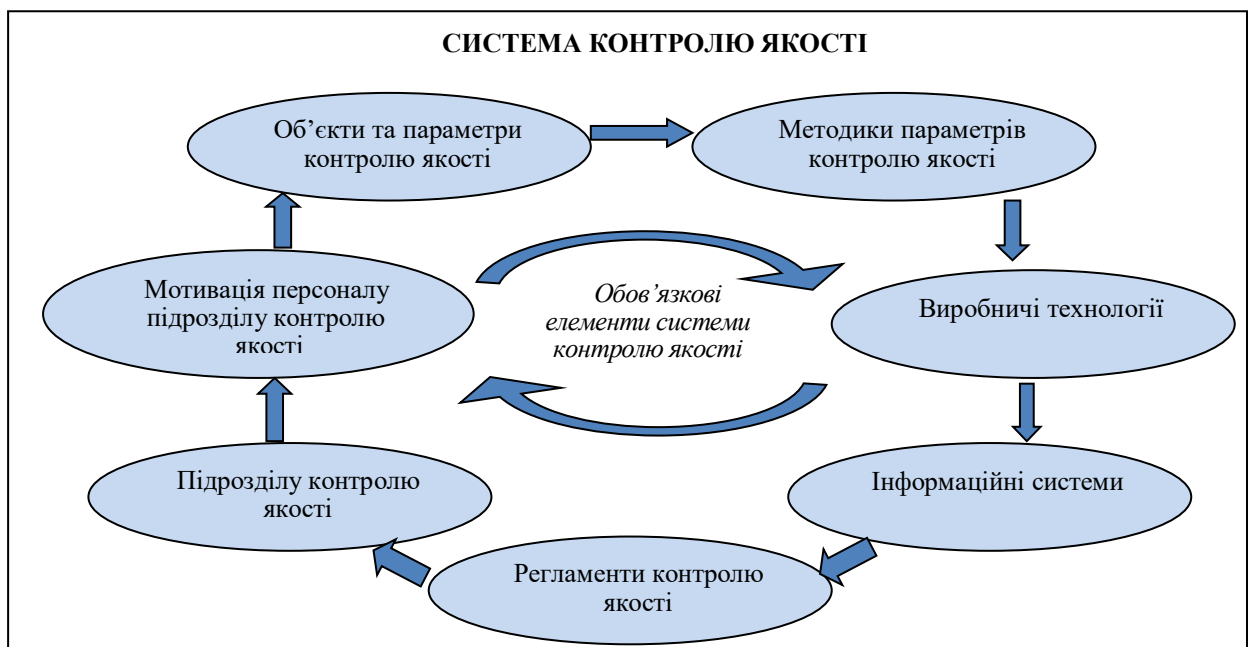 СИСТЕМА КОНТРОЛЮ ЯКОСТІ
Об’єкти та параметри
контролю якості
Методики параметрів
контролю якості
Мотивація персоналу
підрозділу контролю
якості
Обов’язкові
елементи системи
контролю якості
Виробничі технології
Підрозділу контролю
якості
Інформаційні системи
Регламенти контролю
якості